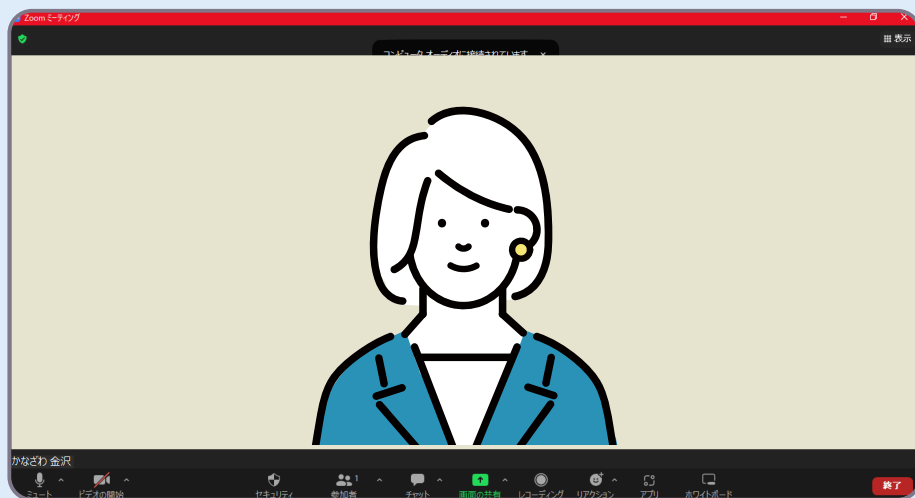 Zoom ミーティング
コンピュータ オーディオに接続されています
表示
かなざわ 金沢
1
ミュート
ビデオの開始
セキュリティ
参加者
チャット
画面の共有
レコーディング
リアクション
アプリ
ホワイトボード
終了